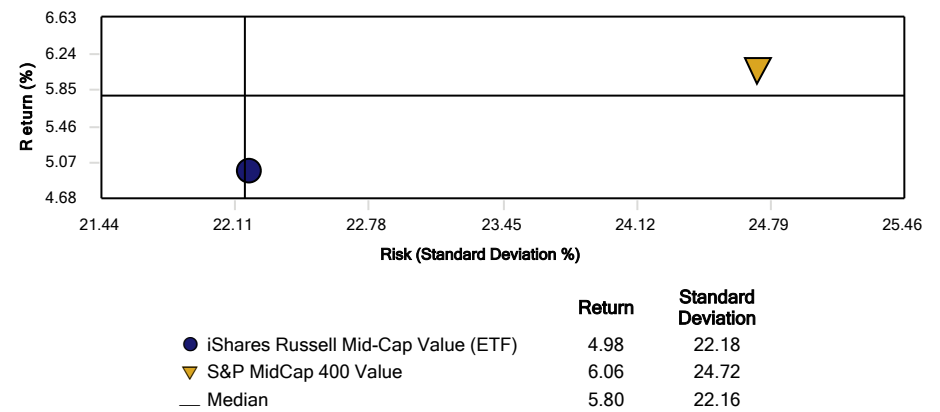 6.63
6.24
5.85
5.46
5.07
4.68
Return (%)
21.44 22.11 22.78 23.45 24.12 24.79 25.46
Risk (Standard Deviation %)
Return Standard Deviation
iShares Russell Mid-Cap Value (ETF) 4.98 22.18
S&P MidCap 400 Value 6.06 24.72
Median 5.80 22.16